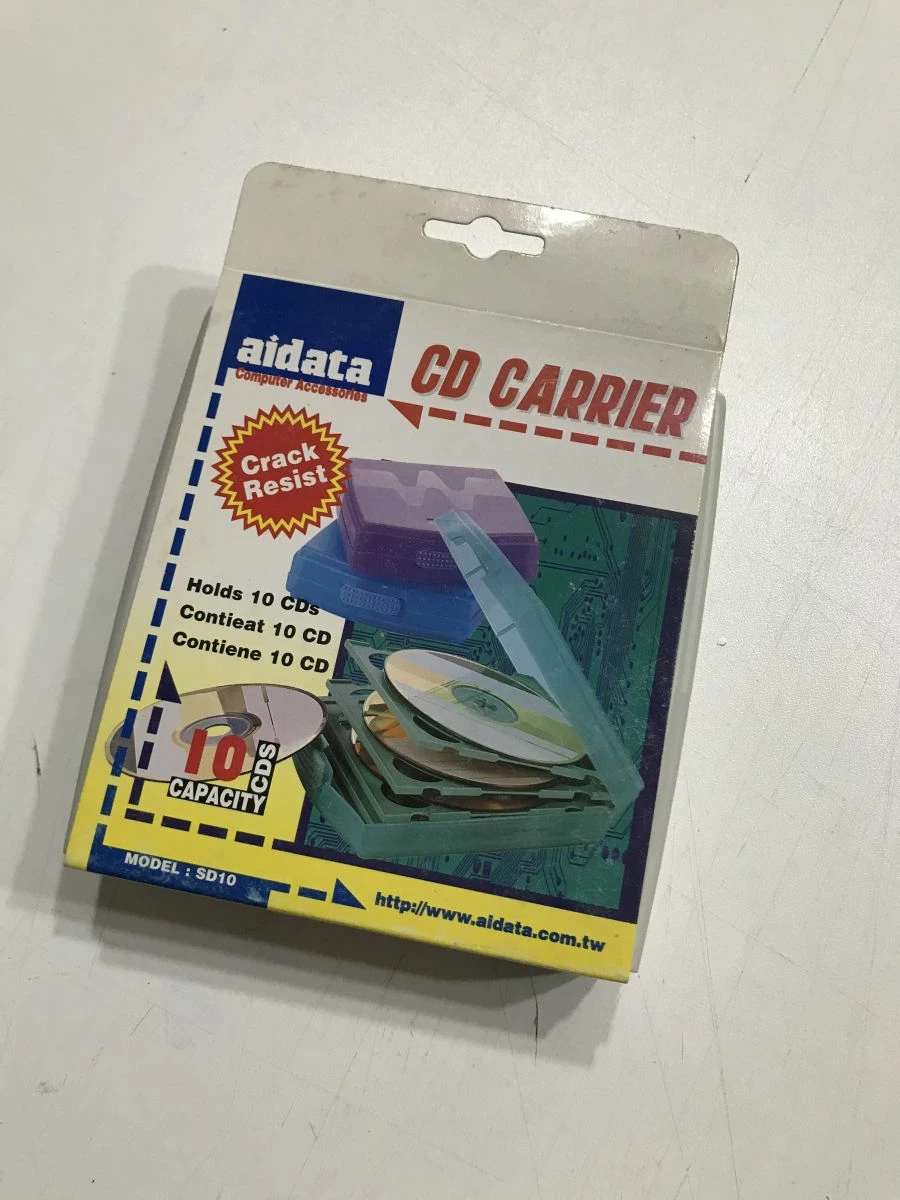 aidata
Computer Accessories
CD CARRIER
Crack
Resist
Holds 10 CDs
Contieat 10 CD
Contiene 10 CD
10
CAPACITY
CDS
MODEL : SD10
http://www.aidata.com.tw